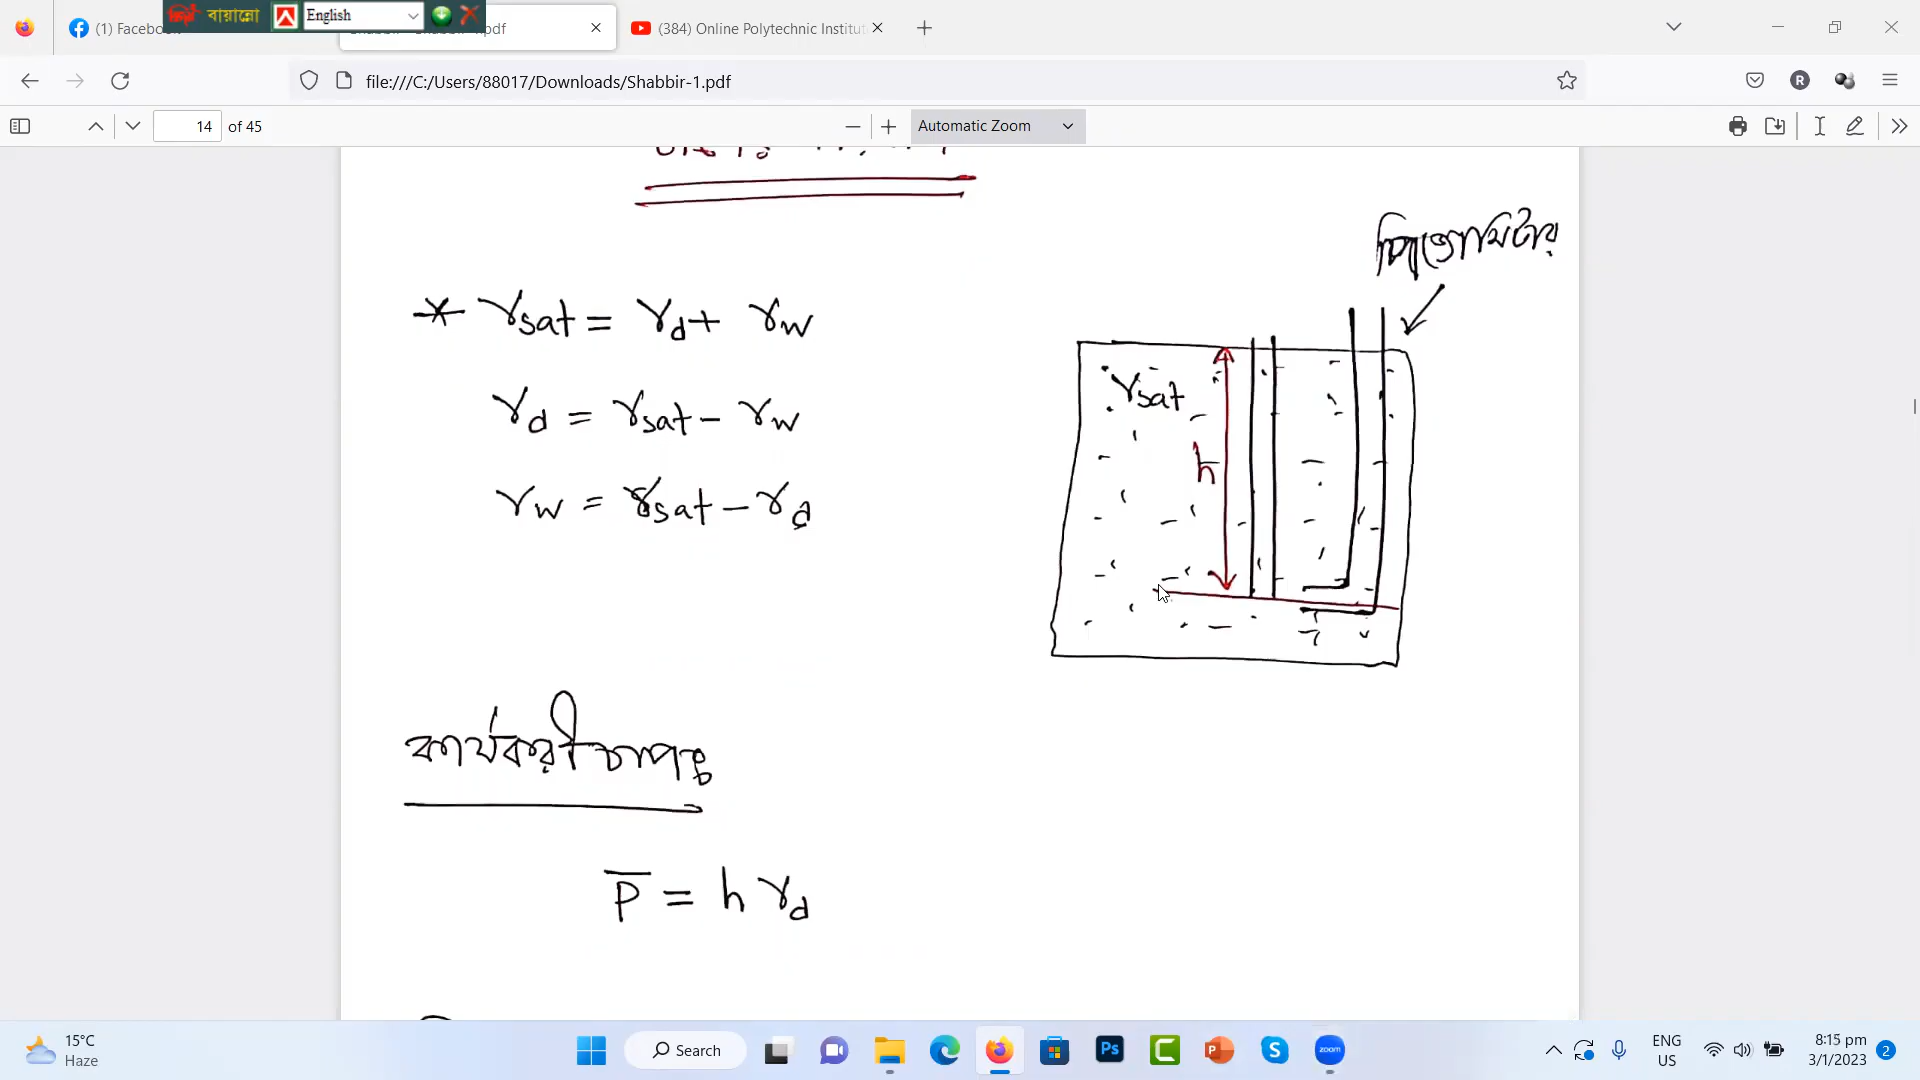 বায়ান্নো English
(1) Facebook
(384) Online Polytechnic Institut
file:///C:/Users/88017/Downloads/Shabbir-1.pdf
R
14 of 45
Automatic Zoom
পিজোমিটার
* γsat = γd + γw
γd = γsat - γw
γw = γsat - γd
γsat
h
কার্যকরী চাপঃ
P̅ = h γd
15°C
Haze
Search
Ps
P
S
zoom
ENG
US
8:15 pm
3/1/2023
2